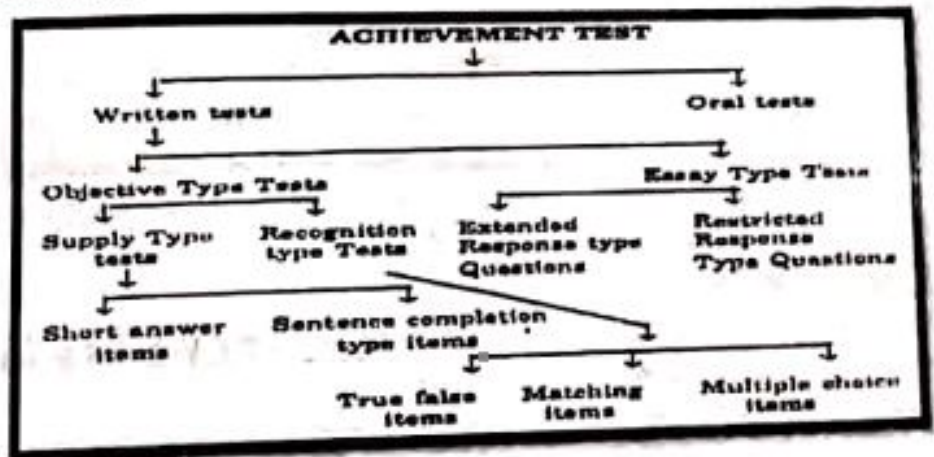 ACHIEVEMENT TEST
Written tests
Oral tests
Objective Type Tests
Essay Type Tests
Supply Type
tests
Recognition
type Tests
Extended
Response type
Questions
Restricted
Response
Type Questions
Short answer
items
Sentence completion
type items
True false
items
Matching
items
Multiple choice
items